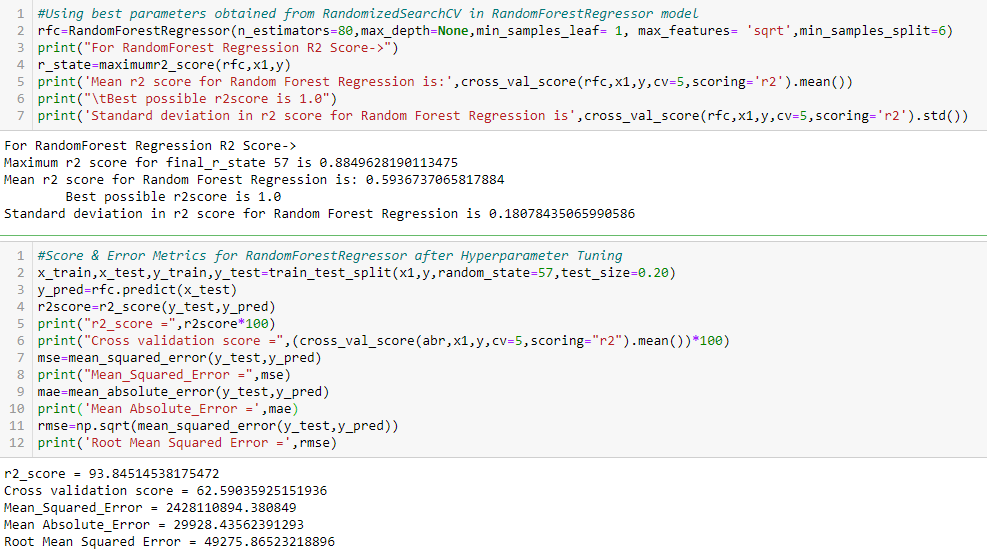 1 #Using best parameters obtained from RandomizedSearchCV in RandomForestRegressor model
2 rfc=RandomForestRegressor(n_estimators=80,max_depth=None,min_samples_leaf= 1, max_features= 'sqrt',min_samples_split=6)
3 print("For RandomForest Regression R2 Score->")
4 r_state=maximumr2_score(rfc,x1,y)
5 print('Mean r2 score for Random Forest Regression is:',cross_val_score(rfc,x1,y,cv=5,scoring='r2').mean())
6 print("\tBest possible r2score is 1.0")
7 print('Standard deviation in r2 score for Random Forest Regression is',cross_val_score(rfc,x1,y,cv=5,scoring='r2').std())
For RandomForest Regression R2 Score->
Maximum r2 score for final_r_state 57 is 0.8849628190113475
Mean r2 score for Random Forest Regression is: 0.5936737065817884
Best possible r2score is 1.0
Standard deviation in r2 score for Random Forest Regression is 0.18078435065990586
1 #Score & Error Metrics for RandomForestRegressor after Hyperparameter Tuning
2 x_train,x_test,y_train,y_test=train_test_split(x1,y,random_state=57,test_size=0.20)
3 y_pred=rfc.predict(x_test)
4 r2score=r2_score(y_test,y_pred)
5 print("r2_score =",r2score*100)
6 print("Cross validation score =",(cross_val_score(abr,x1,y,cv=5,scoring="r2").mean())*100)
7 mse=mean_squared_error(y_test,y_pred)
8 print("Mean_Squared_Error =",mse)
9 mae=mean_absolute_error(y_test,y_pred)
10 print('Mean Absolute_Error =',mae)
11 rmse=np.sqrt(mean_squared_error(y_test,y_pred))
12 print('Root Mean Squared Error =',rmse)
r2_score = 93.84514538175472
Cross validation score = 62.59035925151936
Mean_Squared_Error = 2428110894.380849
Mean Absolute_Error = 29928.43562391293
Root Mean Squared Error = 49275.86523218896